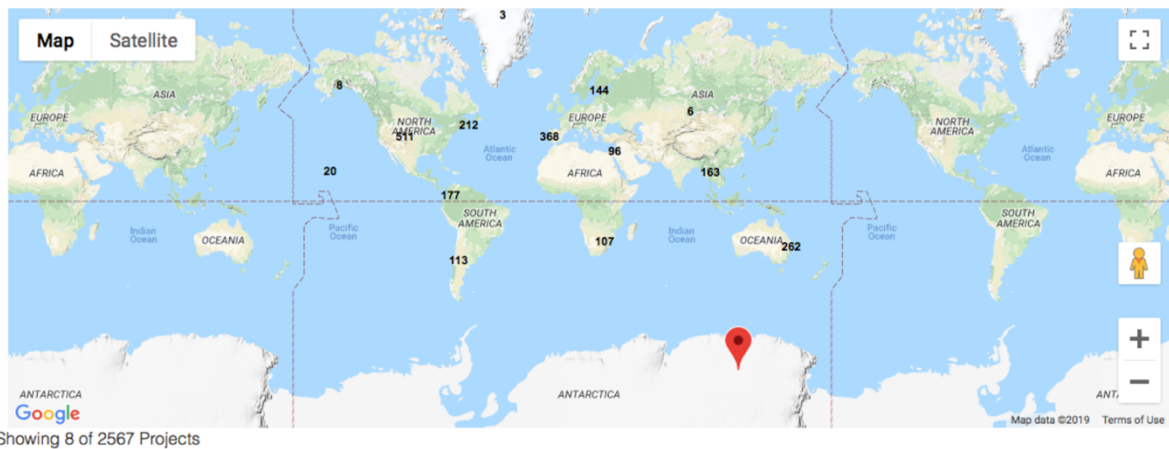 3
Map
Satellite
8
144
ASIA
ASIA
6
EUROPE
NORTH
AMERICA
511
212
EUROPE
NORTH
AMERICA
EUROPE
368
96
Atlantic
Ocean
Atlantic
Ocean
AFRICA
20
AFRICA
163
AFRICA
177
SOUTH
AMERICA
SOUTH
AMERICA
Indian
Ocean
OCEANIA
Pacific
Ocean
107
Indian
Ocean
OCEANIA
262
Pacific
Ocean
113
ANTARCTICA
ANTARCTICA
ANT
Google
Map data ©2019
Terms of Use
Showing 8 of 2567 Projects